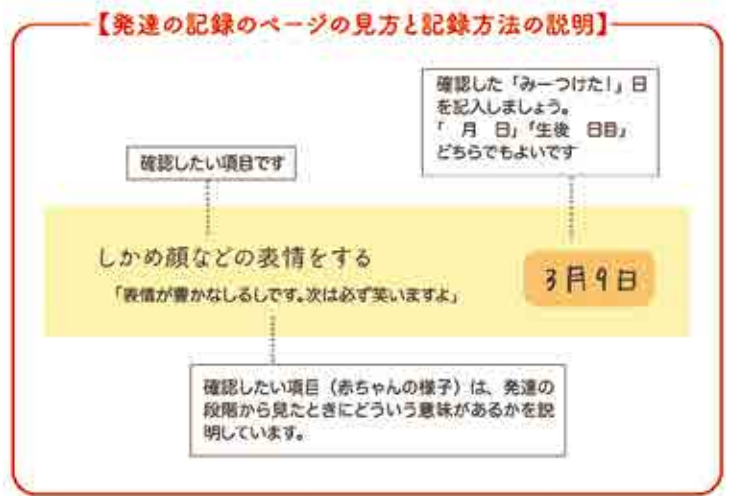 【発達の記録のページの見方と記録方法の説明】
確認した「みーつけた!」日
を記入しましょう。
「　月　日」「生後　日目」
どちらでもよいです
確認したい項目です
しかめ顔などの表情をする
3月9日
「表情が豊かなしるしです。次は必ず笑いますよ」
確認したい項目（赤ちゃんの様子）は、発達の
段階から見たときにどういう意味があるかを説
明しています。